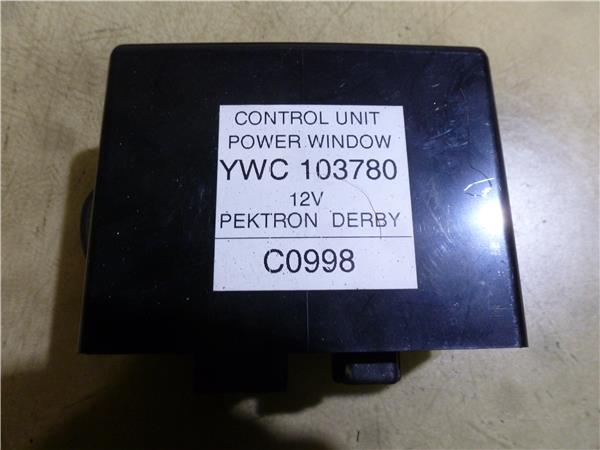 CONTROL UNIT
POWER WINDOW
YWC 103780
12V
PEKTRON DERBY
C0998